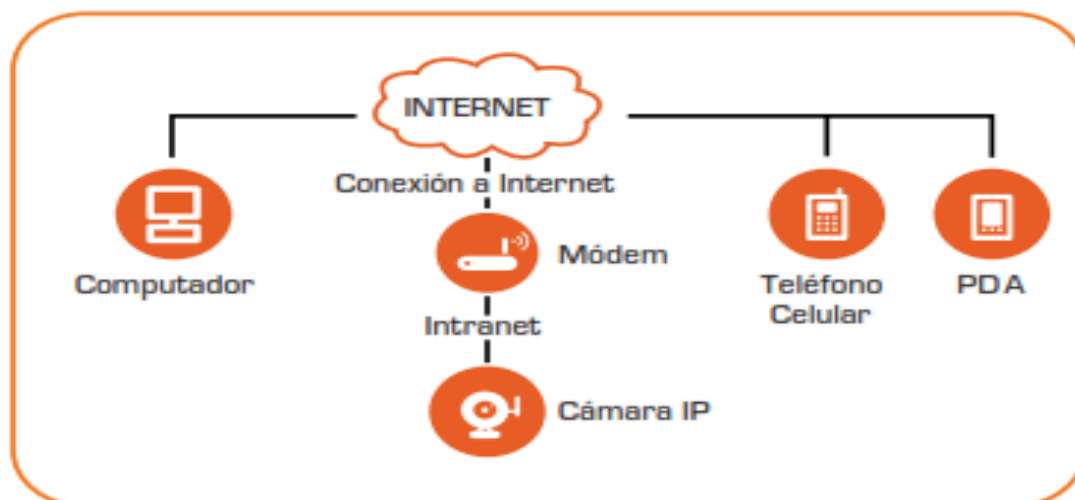 INTERNET
Conexión a Internet
Módem
Computador
Teléfono
Celular
PDA
Intranet
Cámara IP